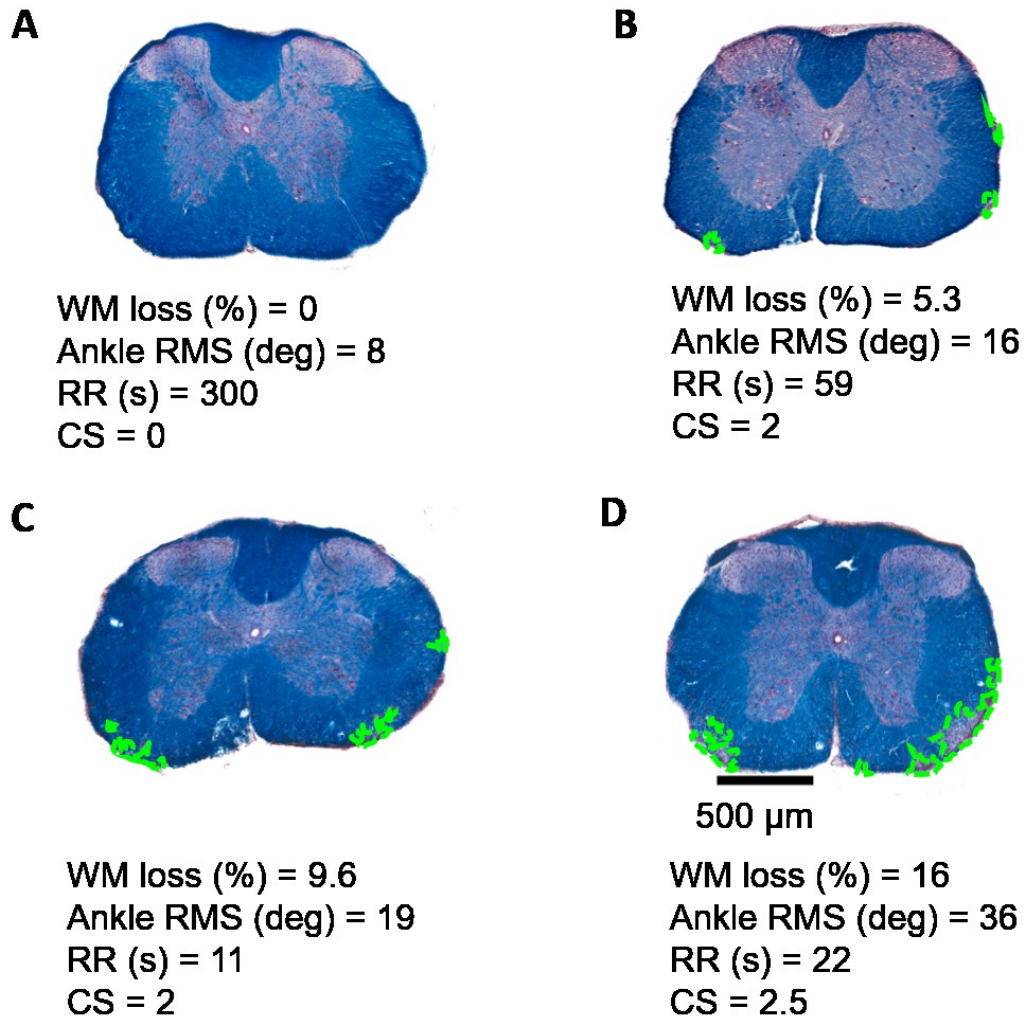 A
WM loss (%) = 0
Ankle RMS (deg) = 8
RR (s) = 300
CS = 0
B
WM loss (%) = 5.3
Ankle RMS (deg) = 16
RR (s) = 59
CS = 2
C
WM loss (%) = 9.6
Ankle RMS (deg) = 19
RR (s) = 11
CS = 2
D
500 µm
WM loss (%) = 16
Ankle RMS (deg) = 36
RR (s) = 22
CS = 2.5